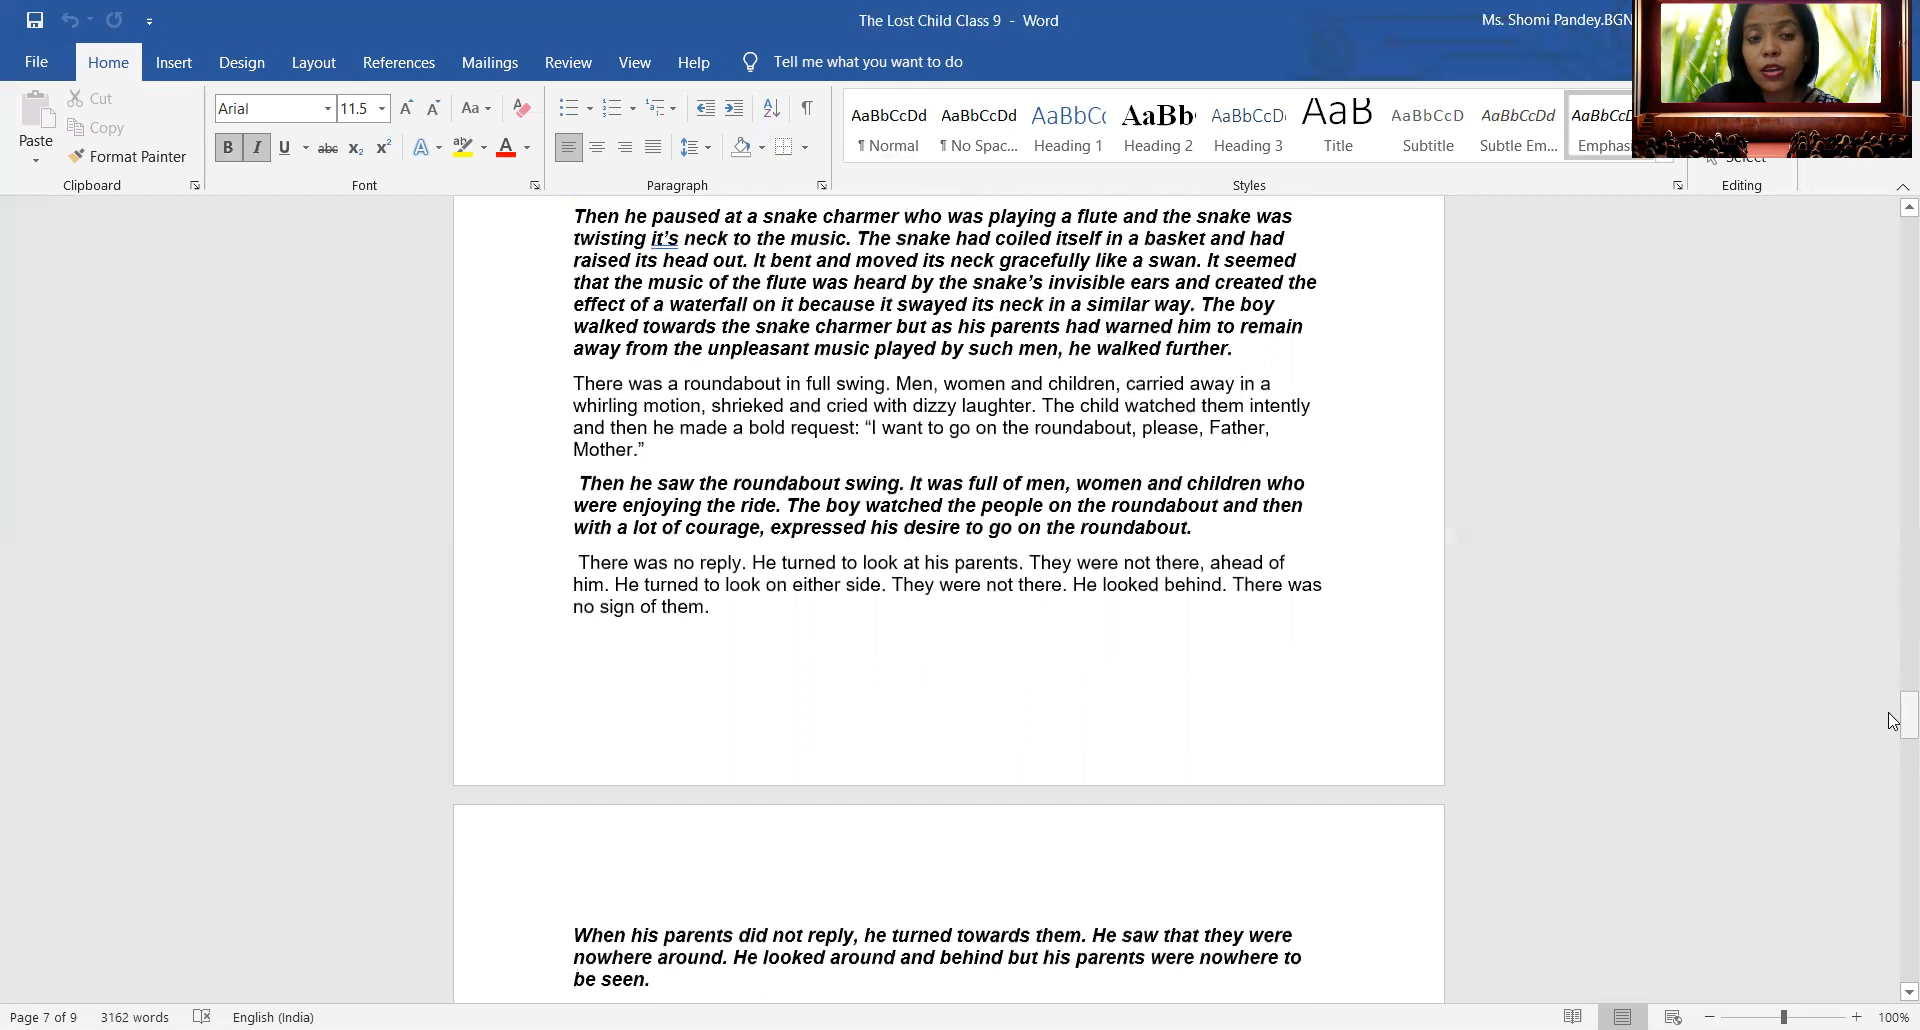 The Lost Child Class 9 - Word
Ms. Shomi Pandey.BGN
File Home Insert Design Layout References Mailings Review View Help Tell me what you want to do
Paste
Cut
Copy
Format Painter
Clipboard
Arial 11.5
Font
Paragraph
AaBbCcDd AaBbCcDd AaBbCc AaBb AaBbCcD AaB AaBbCcD AaBbCcDd AaBbCcD
¶ Normal ¶ No Spac... Heading 1 Heading 2 Heading 3 Title Subtitle Subtle Em... Emphas
Styles
Select
Editing
Then he paused at a snake charmer who was playing a flute and the snake was
twisting it’s neck to the music. The snake had coiled itself in a basket and had
raised its head out. It bent and moved its neck gracefully like a swan. It seemed
that the music of the flute was heard by the snake’s invisible ears and created the
effect of a waterfall on it because it swayed its neck in a similar way. The boy
walked towards the snake charmer but as his parents had warned him to remain
away from the unpleasant music played by such men, he walked further.
There was a roundabout in full swing. Men, women and children, carried away in a
whirling motion, shrieked and cried with dizzy laughter. The child watched them intently
and then he made a bold request: “I want to go on the roundabout, please, Father,
Mother.”
Then he saw the roundabout swing. It was full of men, women and children who
were enjoying the ride. The boy watched the people on the roundabout and then
with a lot of courage, expressed his desire to go on the roundabout.
There was no reply. He turned to look at his parents. They were not there, ahead of
him. He turned to look on either side. They were not there. He looked behind. There was
no sign of them.
When his parents did not reply, he turned towards them. He saw that they were
nowhere around. He looked around and behind but his parents were nowhere to
be seen.
Page 7 of 9 3162 words English (India) 100%